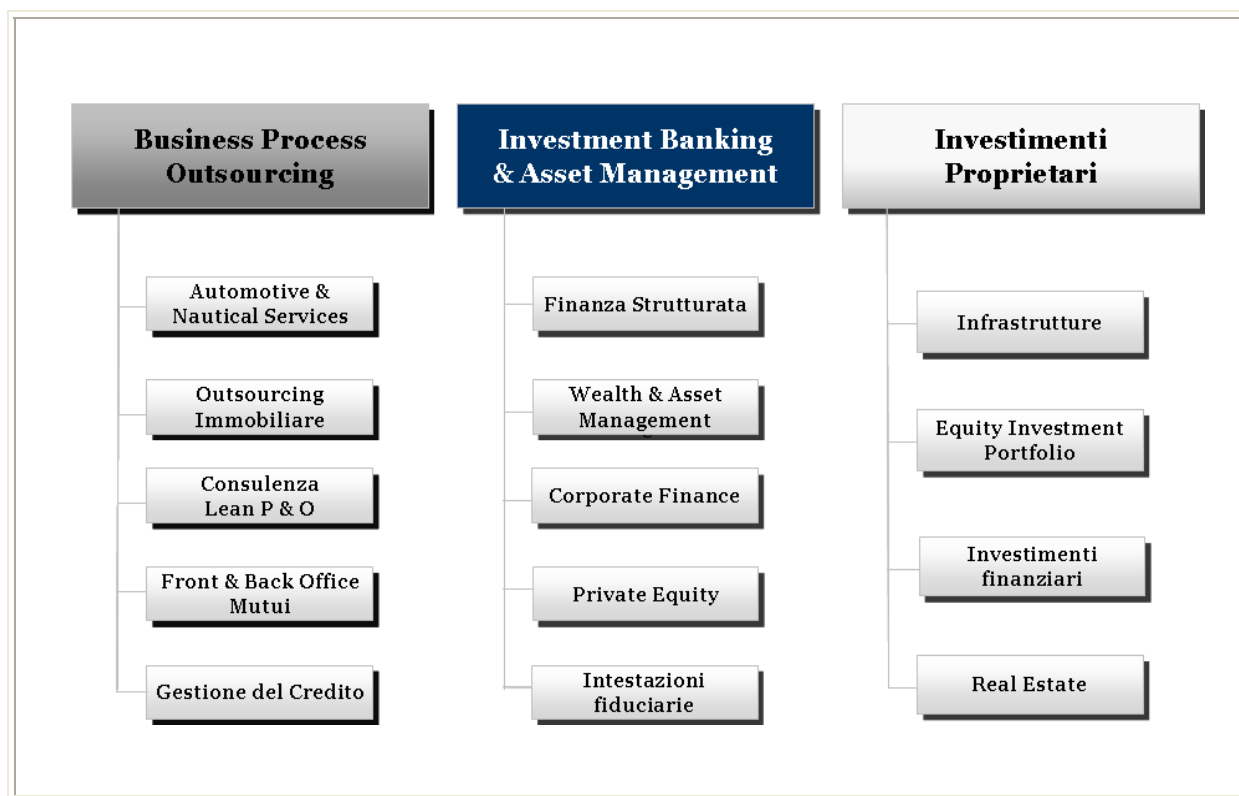 Business Process
Outsourcing
Automotive &
Nautical Services
Outsourcing
Immobiliare
Consulenza
Lean P & O
Front & Back Office
Mutui
Gestione del Credito
Investment Banking
& Asset Management
Finanza Strutturata
Wealth & Asset
Management
Corporate Finance
Private Equity
Intestazioni
fiduciarie
Investimenti
Proprietari
Infrastrutture
Equity Investment
Portfolio
Investimenti
finanziari
Real Estate